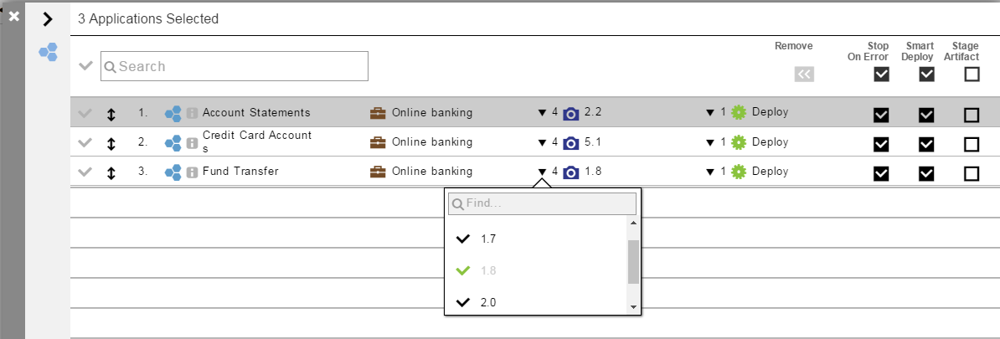 3 Applications Selected
Remove
Stop
On Error
Smart
Deploy
Stage
Artifact
Search
1. Account Statements Online banking 4 2.2 1 Deploy
2. Credit Card Account
s
Online banking 4 5.1 1 Deploy
3. Fund Transfer Online banking 4 1.8 1 Deploy
Find...
1.7
1.8
2.0